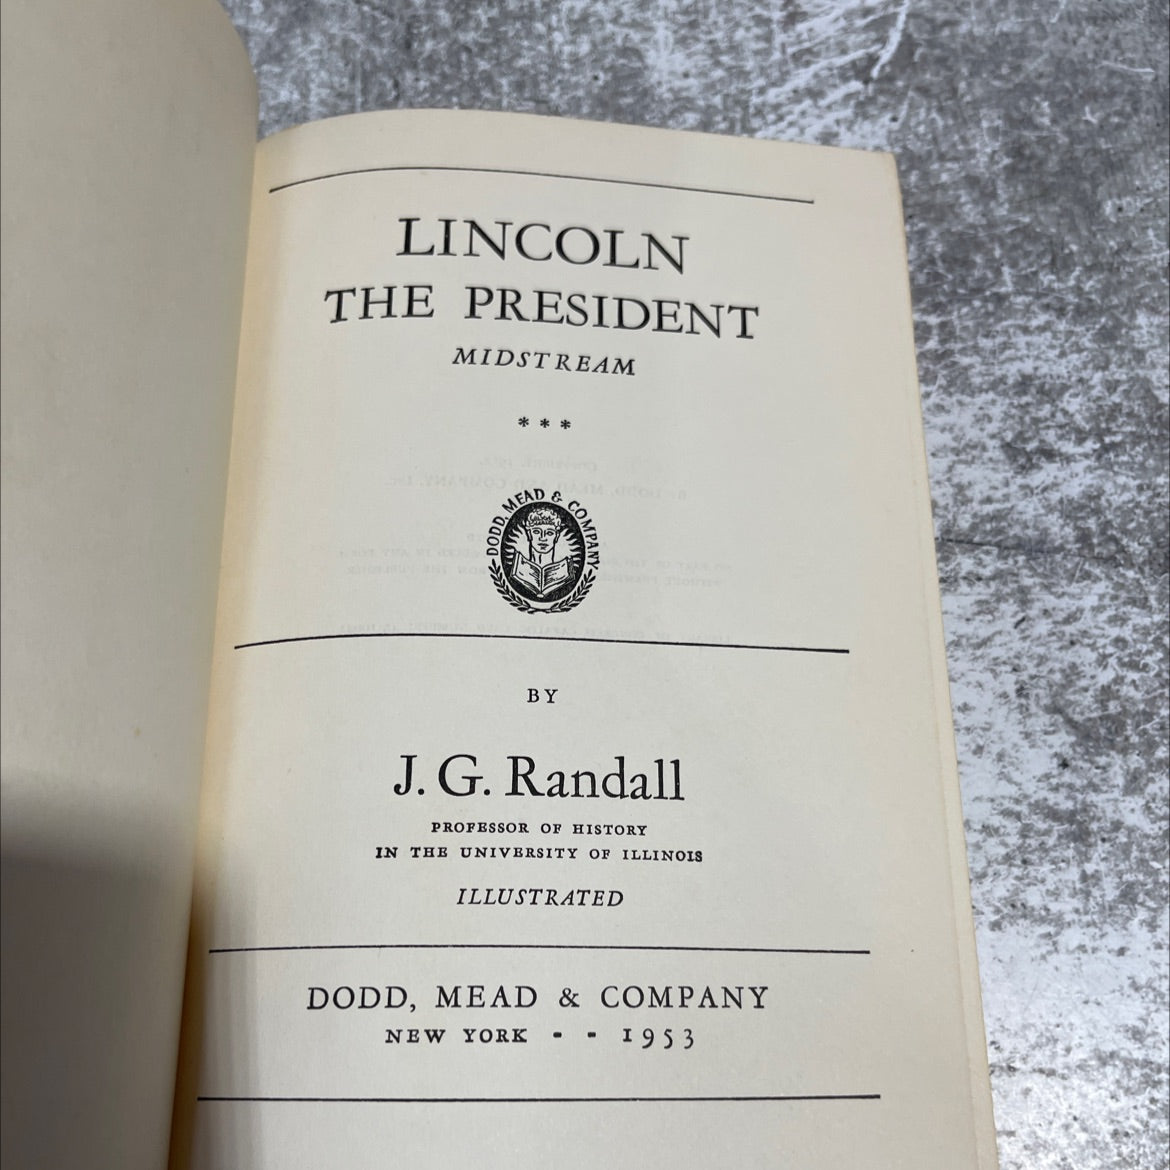 LINCOLN
THE PRESIDENT
MIDSTREAM
***
DODD, MEAD & COMPANY
BY
J. G. Randall
PROFESSOR OF HISTORY
IN THE UNIVERSITY OF ILLINOIS
ILLUSTRATED
DODD, MEAD & COMPANY
NEW YORK - - 1953